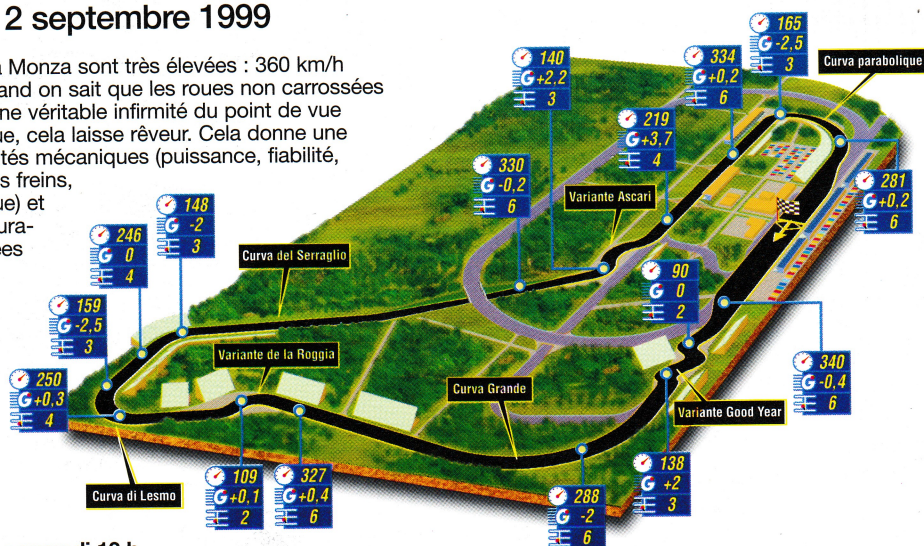 2 septembre 1999
à Monza sont très élevées : 360 km/h
and on sait que les roues non carrossées
ne véritable infirmité du point de vue
ue, cela laisse rêveur. Cela donne une
tés mécaniques (puissance, fiabilité,
s freins,
ue) et
ura-
ées
165
G -2,5
3
140
G +2.2
3
334
G +0,2
6
Curva parabolique
219
G +3,7
4
330
G -0,2
6
281
G +0,2
6
Variante Ascari
148
G -2
3
246
G 0
4
Curva del Serraglio
90
G 0
2
159
G -2,5
3
Variante de la Roggia
340
G -0,4
6
250
G +0,3
4
Curva Grande
Variante Good Year
Curva di Lesmo
109
G +0,1
2
327
G +0,4
6
138
G +2
3
288
G -2
6